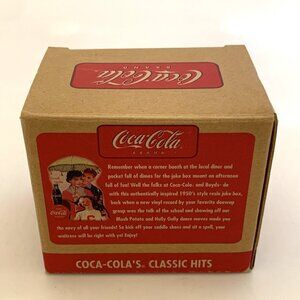 Coca-Cola
BRAND
Coca-Cola
BRAND
Remember when a corner booth at the local diner and
pocket full of dimes for the juke box meant an afternoon
full of fun! Well the folks at Coca-Cola and Boyds do
with this authentically inspired 1950's style resin juke box,
back when a new vinyl record by your favorite doowop
group was the talk of the school and showing off our
Mash Potato and Hully Gully dance moves made you
the envy of all your friends! So kick off your saddle shoes and sit a spell, your
waitress will be right with ya! Enjoy!
Coca-Cola
COCA-COLA'S CLASSIC HITS